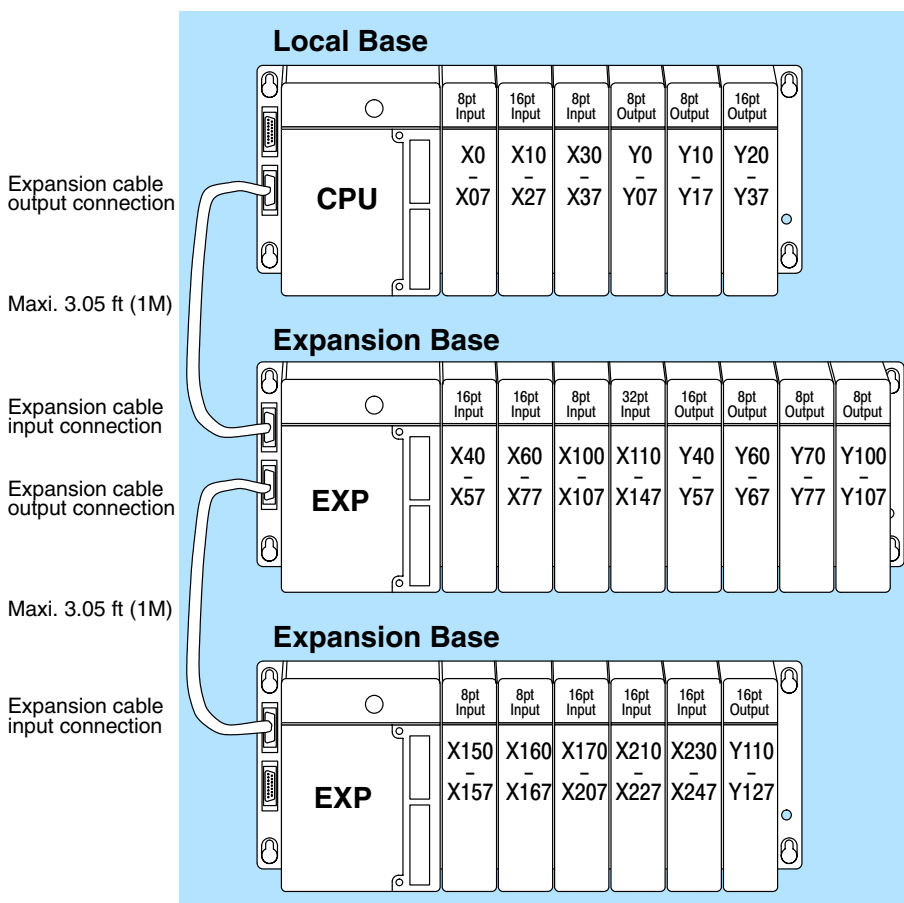 Local Base
8pt Input
16pt Input
8pt Input
8pt Output
8pt Output
16pt Output
CPU
X0 – X07
X10 – X27
X30 – X37
Y0 – Y07
Y10 – Y17
Y20 – Y37
Expansion cable
output connection
Maxi. 3.05 ft (1M)
Expansion Base
Expansion cable
input connection
16pt Input
16pt Input
8pt Input
32pt Input
16pt Output
8pt Output
8pt Output
8pt Output
EXP
X40 – X57
X60 – X77
X100 – X107
X110 – X147
Y40 – Y57
Y60 – Y67
Y70 – Y77
Y100 – Y107
Expansion cable
output connection
Maxi. 3.05 ft (1M)
Expansion Base
Expansion cable
input connection
8pt Input
8pt Input
16pt Input
16pt Input
16pt Input
16pt Output
EXP
X150 – X157
X160 – X167
X170 – X207
X210 – X227
X230 – X247
Y110 – Y127